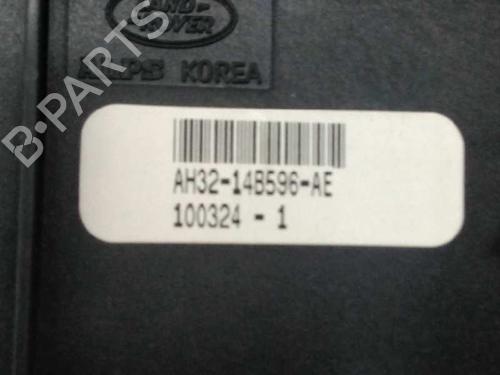 LAND-
ROVER
KOREA
AH32-14B596-AE
100324 - 1
B-PARTS